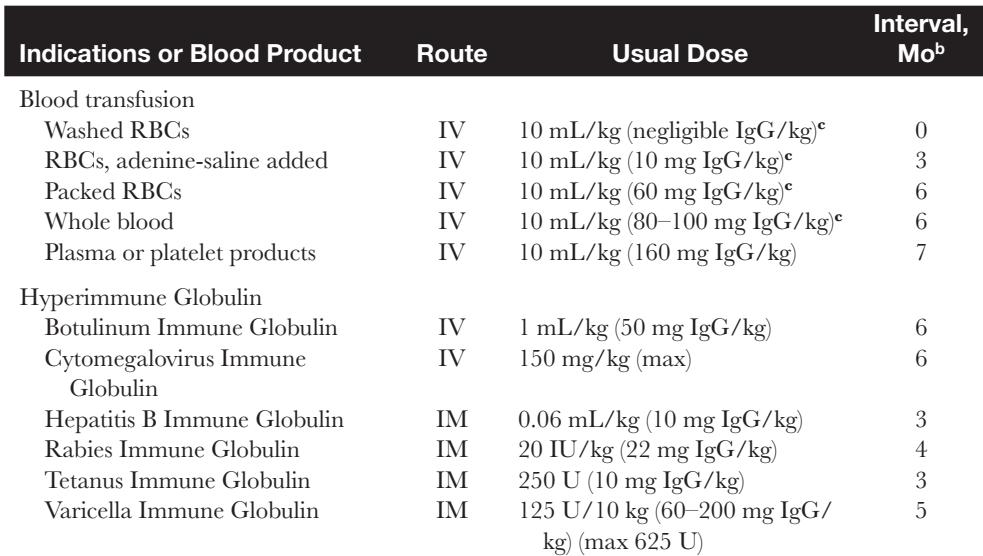 Indications or Blood Product Route Usual Dose Interval, Moᵇ
Blood transfusion
Washed RBCs IV 10 mL/kg (negligible IgG/kg)ᶜ 0
RBCs, adenine-saline added IV 10 mL/kg (10 mg IgG/kg)ᶜ 3
Packed RBCs IV 10 mL/kg (60 mg IgG/kg)ᶜ 6
Whole blood IV 10 mL/kg (80–100 mg IgG/kg)ᶜ 6
Plasma or platelet products IV 10 mL/kg (160 mg IgG/kg) 7
Hyperimmune Globulin
Botulinum Immune Globulin IV 1 mL/kg (50 mg IgG/kg) 6
Cytomegalovirus Immune IV 150 mg/kg (max) 6
Globulin
Hepatitis B Immune Globulin IM 0.06 mL/kg (10 mg IgG/kg) 3
Rabies Immune Globulin IM 20 IU/kg (22 mg IgG/kg) 4
Tetanus Immune Globulin IM 250 U (10 mg IgG/kg) 3
Varicella Immune Globulin IM 125 U/10 kg (60–200 mg IgG/ 5
kg) (max 625 U)